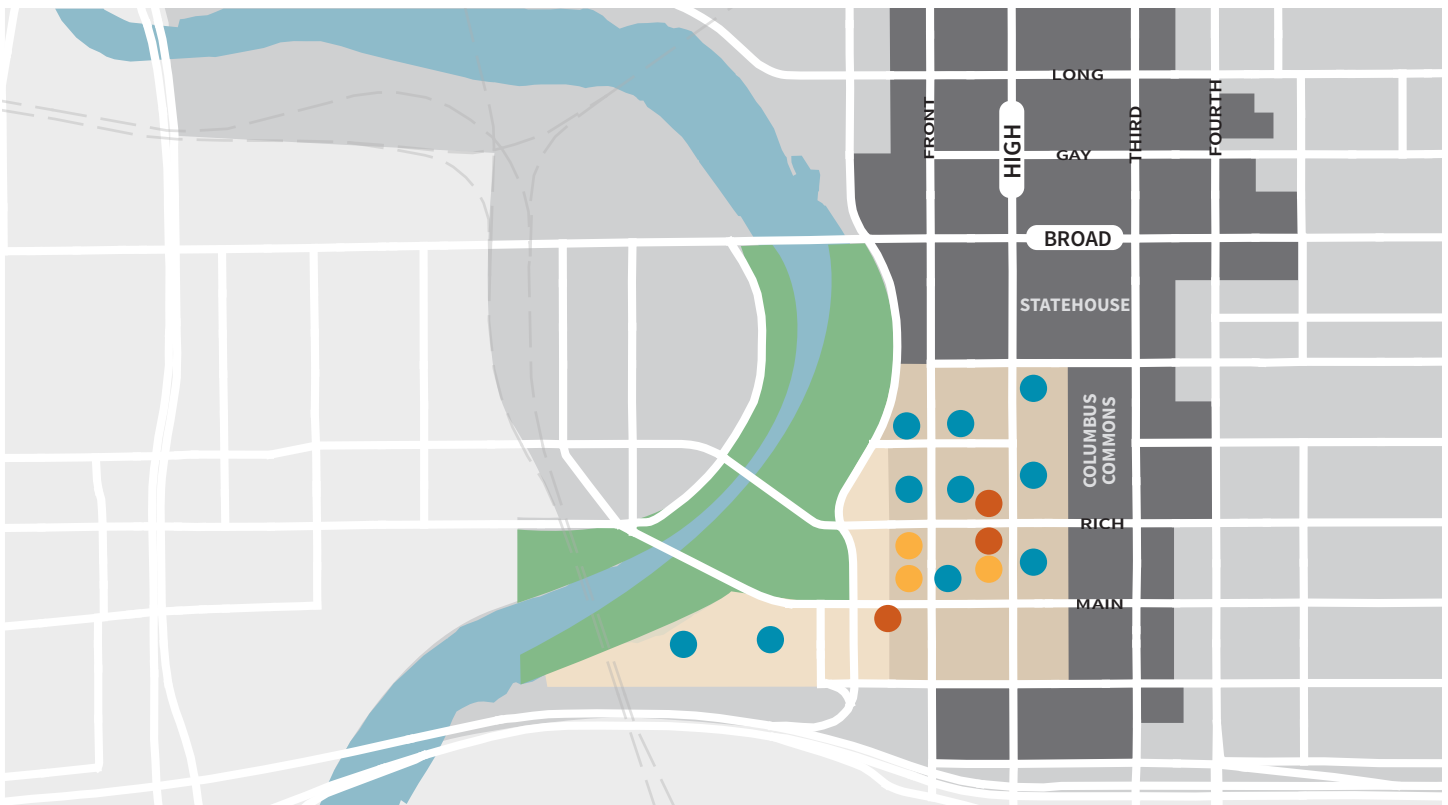 LONG
FRONT
HIGH
THIRD
FOURTH
GAY
BROAD
STATEHOUSE
COLUMBUS
COMMONS
RICH
MAIN